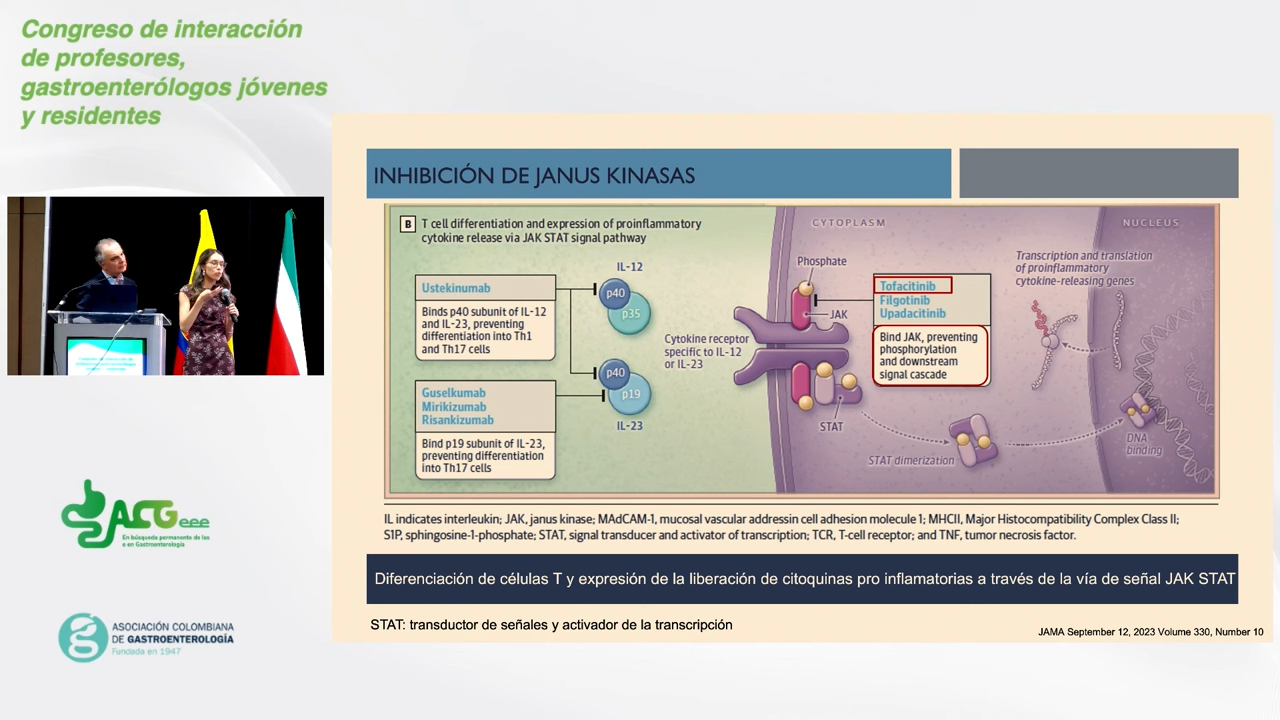 Congreso de interacción
de profesores,
gastroenterólogos jóvenes
y residentes
INHIBICIÓN DE JANUS KINASAS
B T cell differentiation and expression of proinflammatory
cytokine release via JAK STAT signal pathway
CYTOPLASM
NUCLEUS
Ustekinumab
Binds p40 subunit of IL-12
and IL-23, preventing
differentiation into Th1
and Th17 cells
Guselkumab
Mirikizumab
Risankizumab
Bind p19 subunit of IL-23,
preventing differentiation
into Th17 cells
IL-12
p40
p35
p40
p19
IL-23
Cytokine receptor
specific to IL-12
or IL-23
Phosphate
JAK
STAT
Tofacitinib
Filgotinib
Upadacitinib
Bind JAK, preventing
phosphorylation
and downstream
signal cascade
Transcription and translation
of proinflammatory
cytokine-releasing genes
STAT dimerization
DNA
binding
IL indicates interleukin; JAK, janus kinase; MAdCAM-1, mucosal vascular addressin cell adhesion molecule 1; MHCII, Major Histocompatibility Complex Class II;
S1P, sphingosine-1-phosphate; STAT, signal transducer and activator of transcription; TCR, T-cell receptor; and TNF, tumor necrosis factor.
Diferenciación de células T y expresión de la liberación de citoquinas pro inflamatorias a través de la vía de señal JAK STAT
STAT: transductor de señales y activador de la transcripción
JAMA September 12, 2023 Volume 330, Number 10
ACGeee
En búsqueda permanente de las
e en Gastroenterología
ASOCIACIÓN COLOMBIANA
DE GASTROENTEROLOGÍA
Fundada en 1947